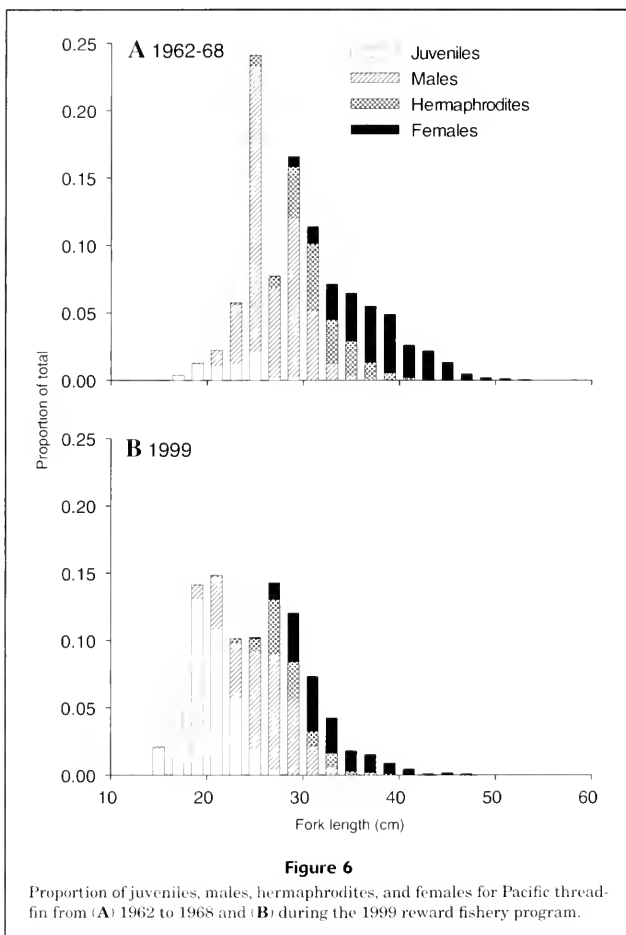 A 1962-68
Juveniles
Males
Hermaphrodites
Females
0.25
0.20
0.15
0.10
0.05
0.00
B 1999
0.25
0.20
0.15
0.10
0.05
0.00
Proportion of total
10 20 30 40 50 60
Fork length (cm)
Figure 6
Proportion of juveniles, males, hermaphrodites, and females for Pacific thread-
fin from (A) 1962 to 1968 and (B) during the 1999 reward fishery program.